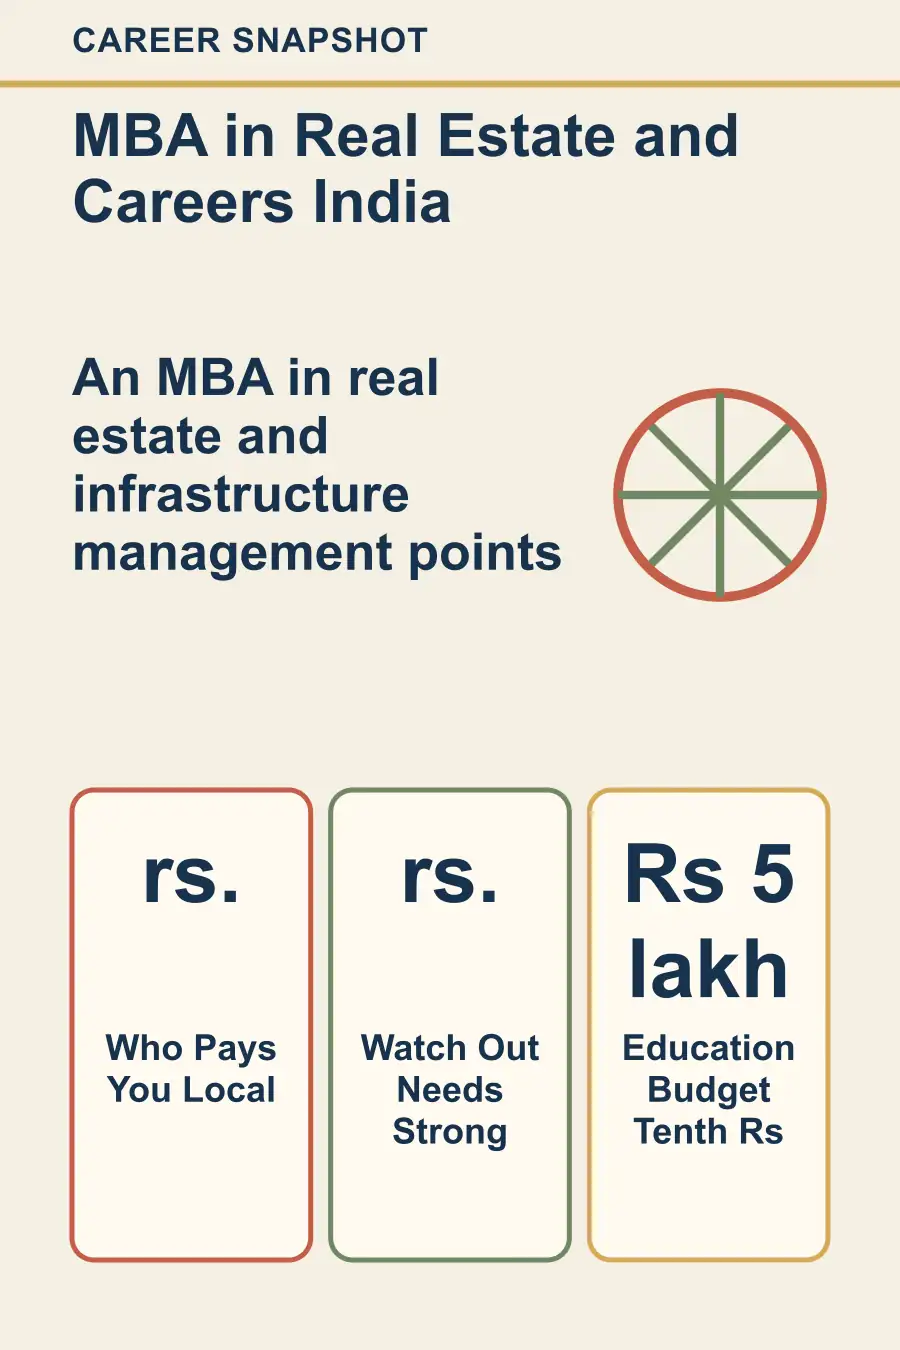 CAREER SNAPSHOT
MBA in Real Estate and
Careers India
An MBA in real
estate and
infrastructure
management points
rs.
Who Pays
You Local
rs.
Watch Out
Needs
Strong
Rs 5
lakh
Education
Budget
Tenth Rs